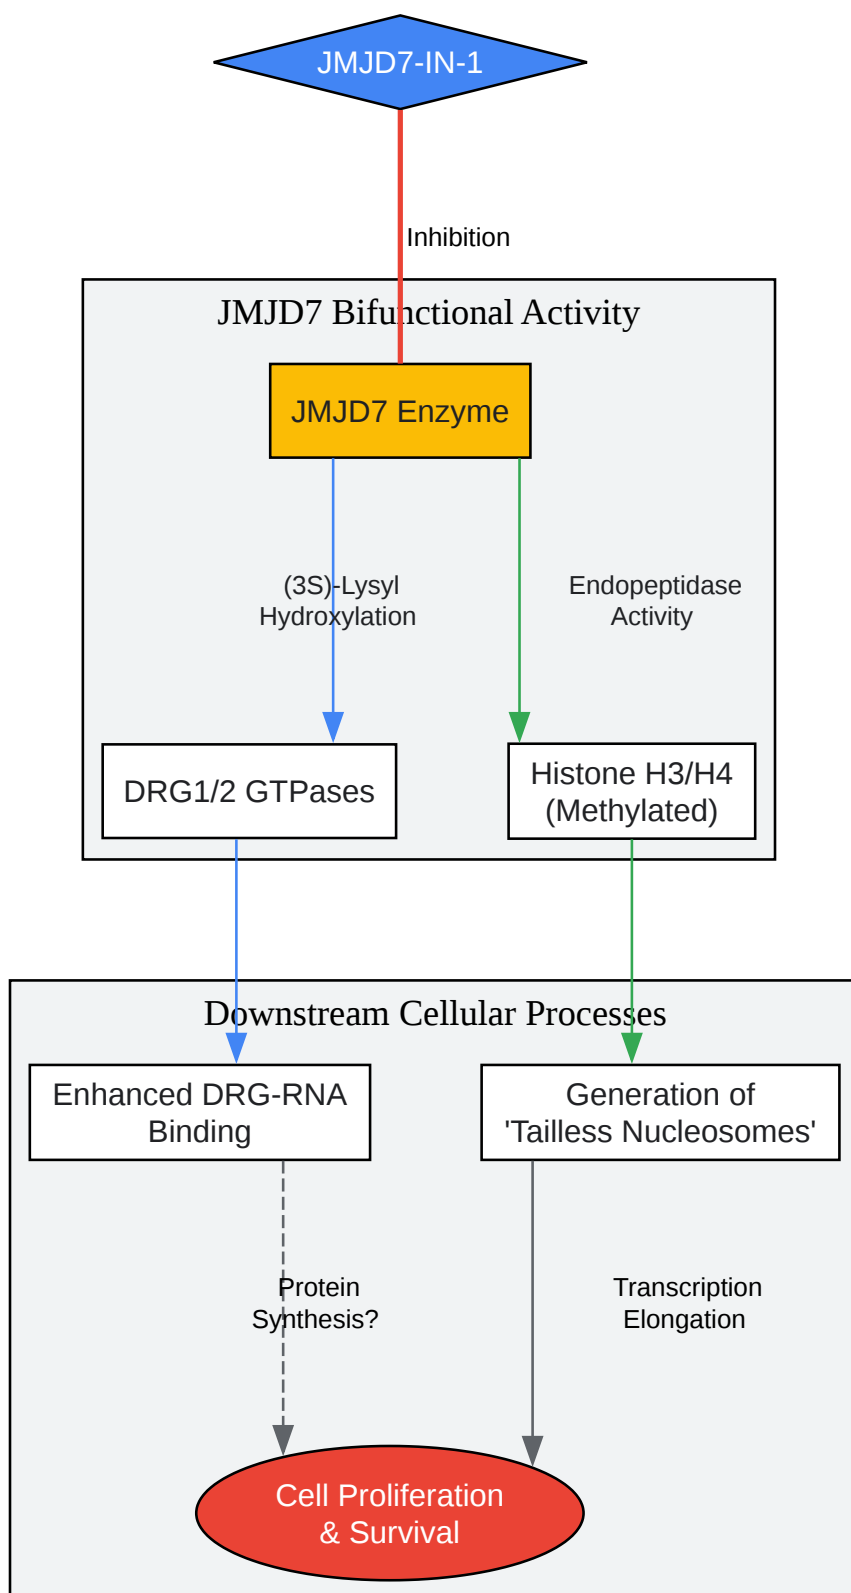 JMJD7-IN-1
Inhibition
JMJD7 Bifunctional Activity
JMJD7 Enzyme
(3S)-Lysyl
Hydroxylation
Endopeptidase
Activity
DRG1/2 GTPases
Histone H3/H4
(Methylated)
Downstream Cellular Processes
Enhanced DRG-RNA
Binding
Generation of
'Tailless Nucleosomes'
Protein
Synthesis?
Transcription
Elongation
Cell Proliferation
& Survival